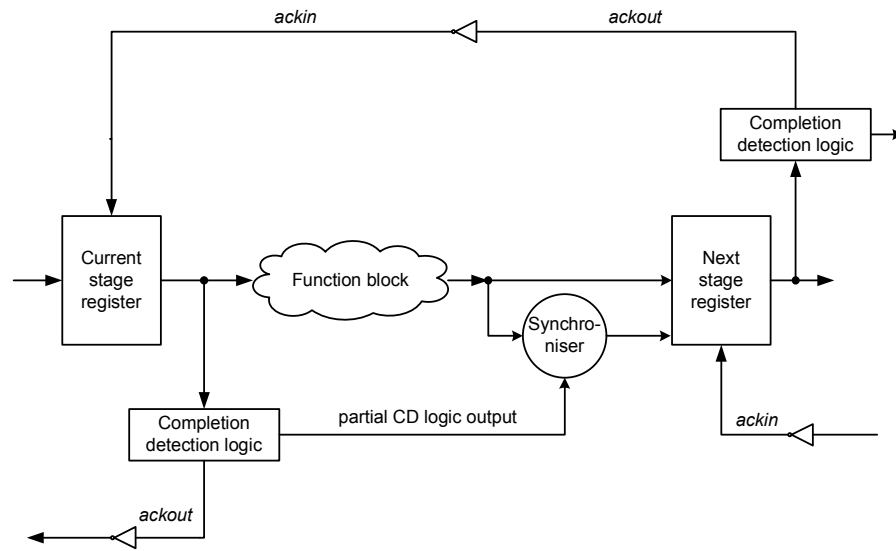 ackin
ackout
Completion
detection logic
Current
stage
register
Function block
Next
stage
register
Synchro-
niser
Completion
detection logic
partial CD logic output
ackin
ackout